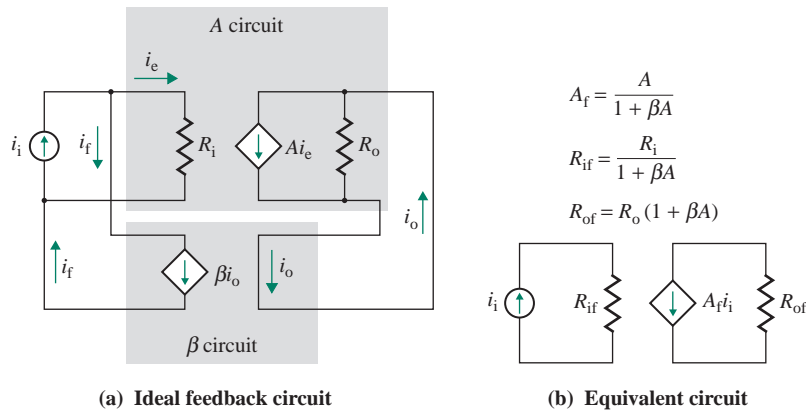 A circuit
i_e
i_i
i_f
R_i
Ai_e
R_o
i_o
i_f
βi_o
i_o
β circuit
(a) Ideal feedback circuit
A_f = A / (1 + βA)
R_if = R_i / (1 + βA)
R_of = R_o (1 + βA)
i_i
R_if
A_f i_i
R_of
(b) Equivalent circuit